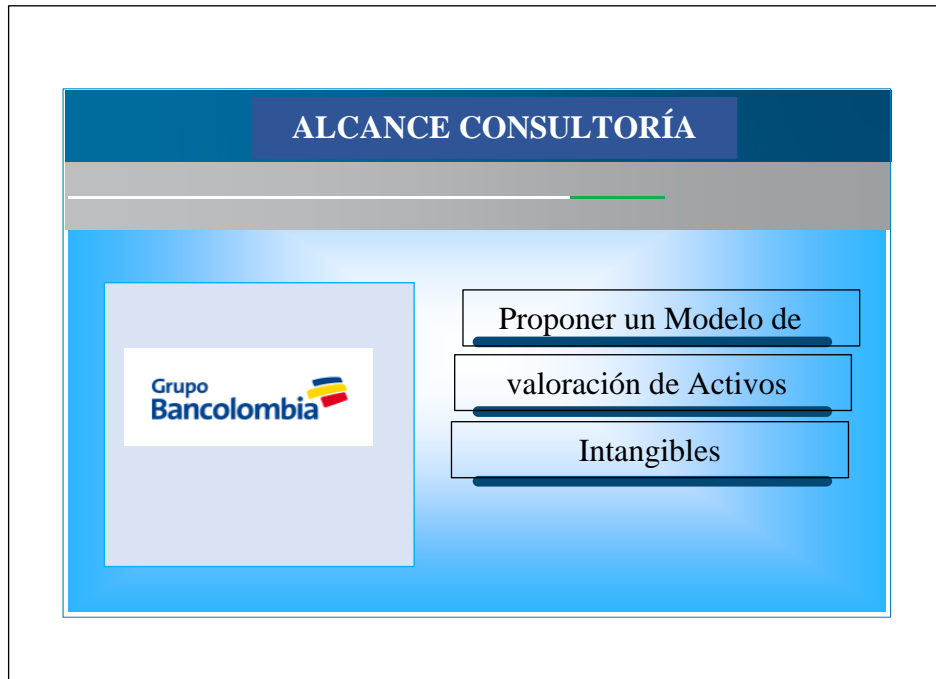 ALCANCE CONSULTORÍA
Grupo
Bancolombia
Proponer un Modelo de
valoración de Activos
Intangibles